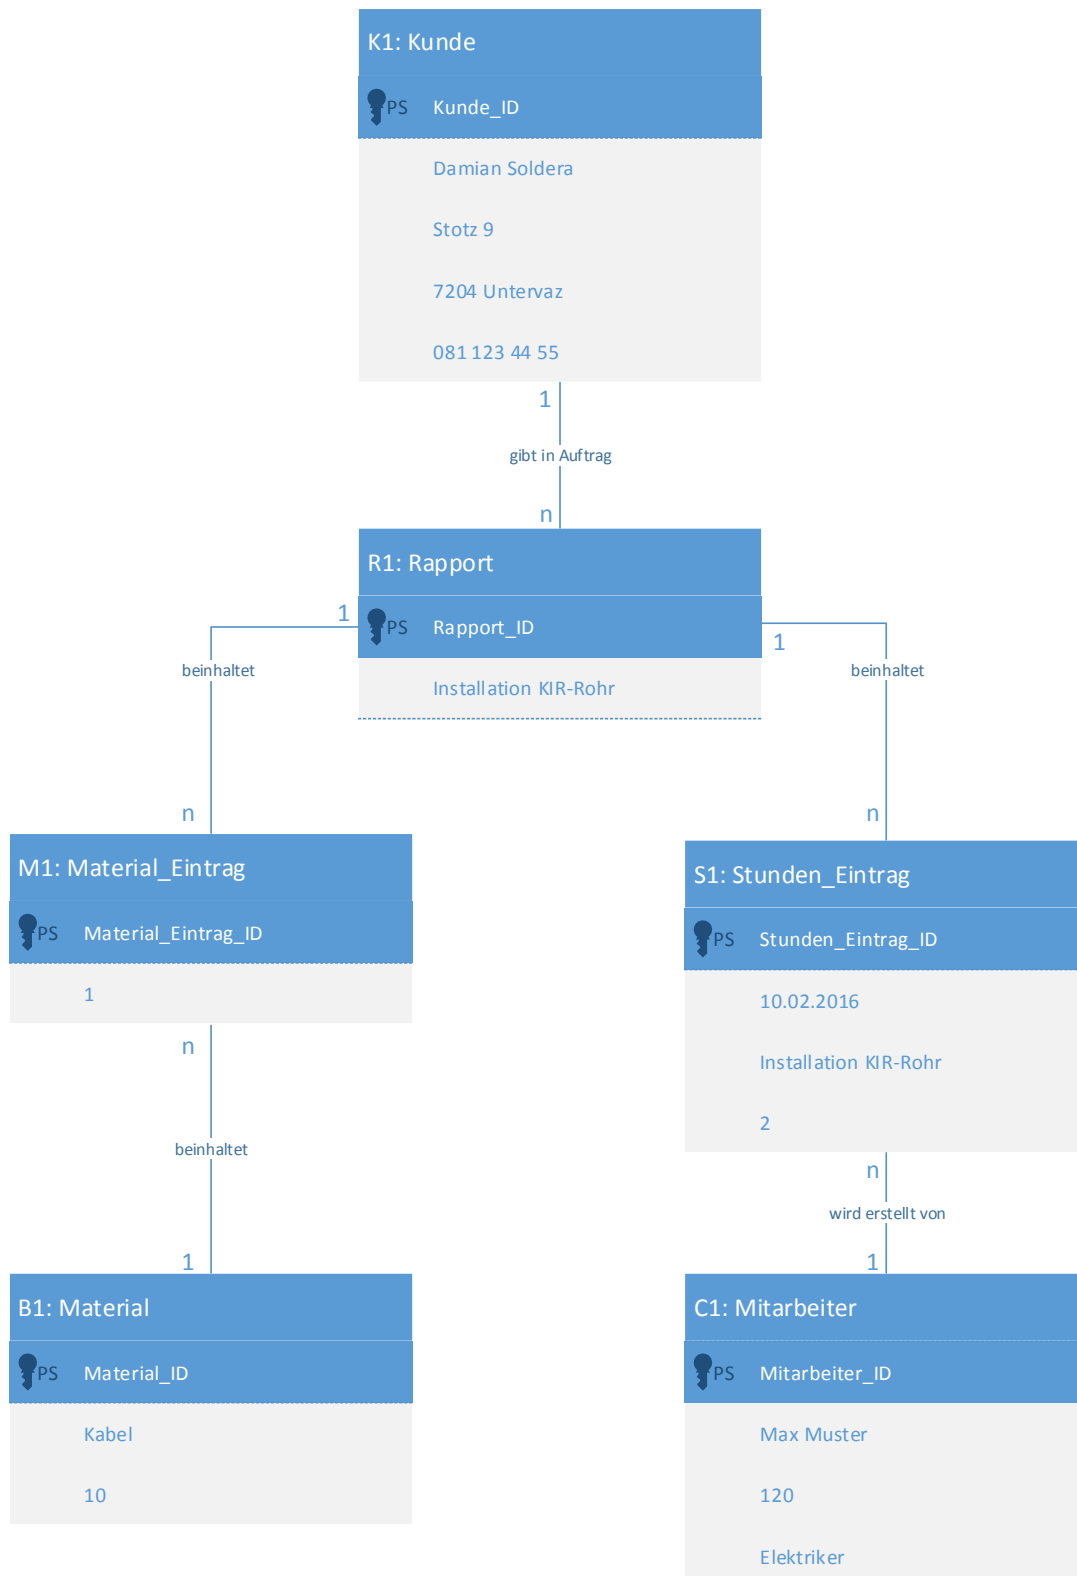 K1: Kunde
PS Kunde_ID
Damian Soldera
Stotz 9
7204 Untervaz
081 123 44 55
1
gibt in Auftrag
n
R1: Rapport
1
PS Rapport_ID
1
beinhaltet
beinhaltet
Installation KIR-Rohr
n
n
M1: Material_Eintrag
PS Material_Eintrag_ID
1
n
beinhaltet
1
B1: Material
PS Material_ID
Kabel
10
S1: Stunden_Eintrag
PS Stunden_Eintrag_ID
10.02.2016
Installation KIR-Rohr
2
n
wird erstellt von
1
C1: Mitarbeiter
PS Mitarbeiter_ID
Max Muster
120
Elektriker